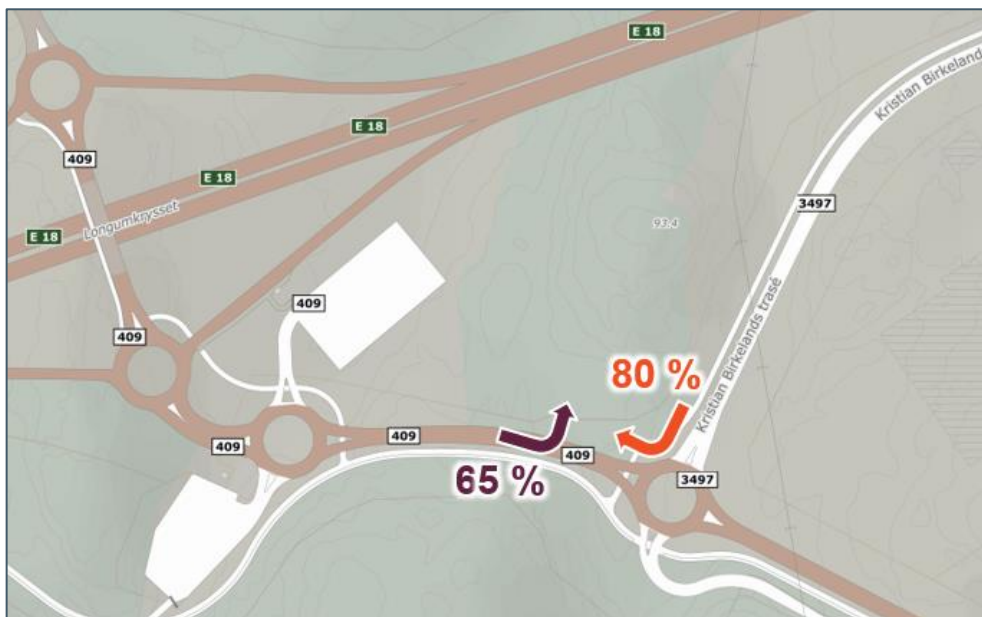 E 18
E 18
Kristian Birkeland
409
E 18
3497
Longumkrysset
93.4
E 18
409
409
Kristian Birkelands trasé
80 %
409
409
409
65 %
3497